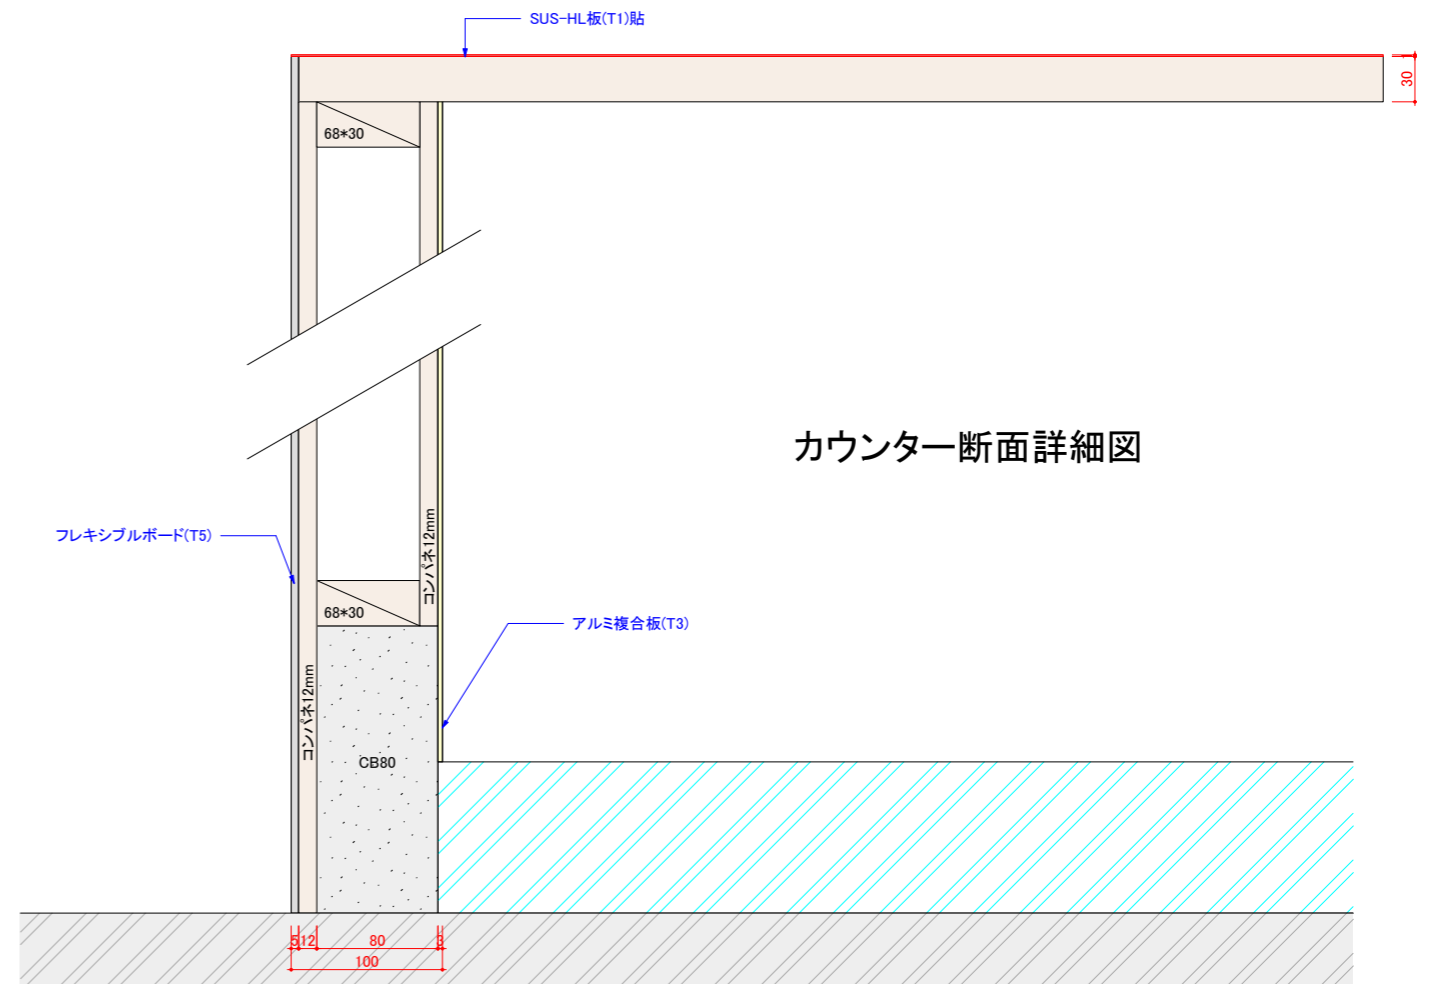 SUS-HL板(T1)貼
1
30
68*30
カウンター断面詳細図
コンパネ12mm
フレキシブルボード(T5)
68*30
アルミ複合板(T3)
コンパネ12mm
CB80
5 12 80 3
100